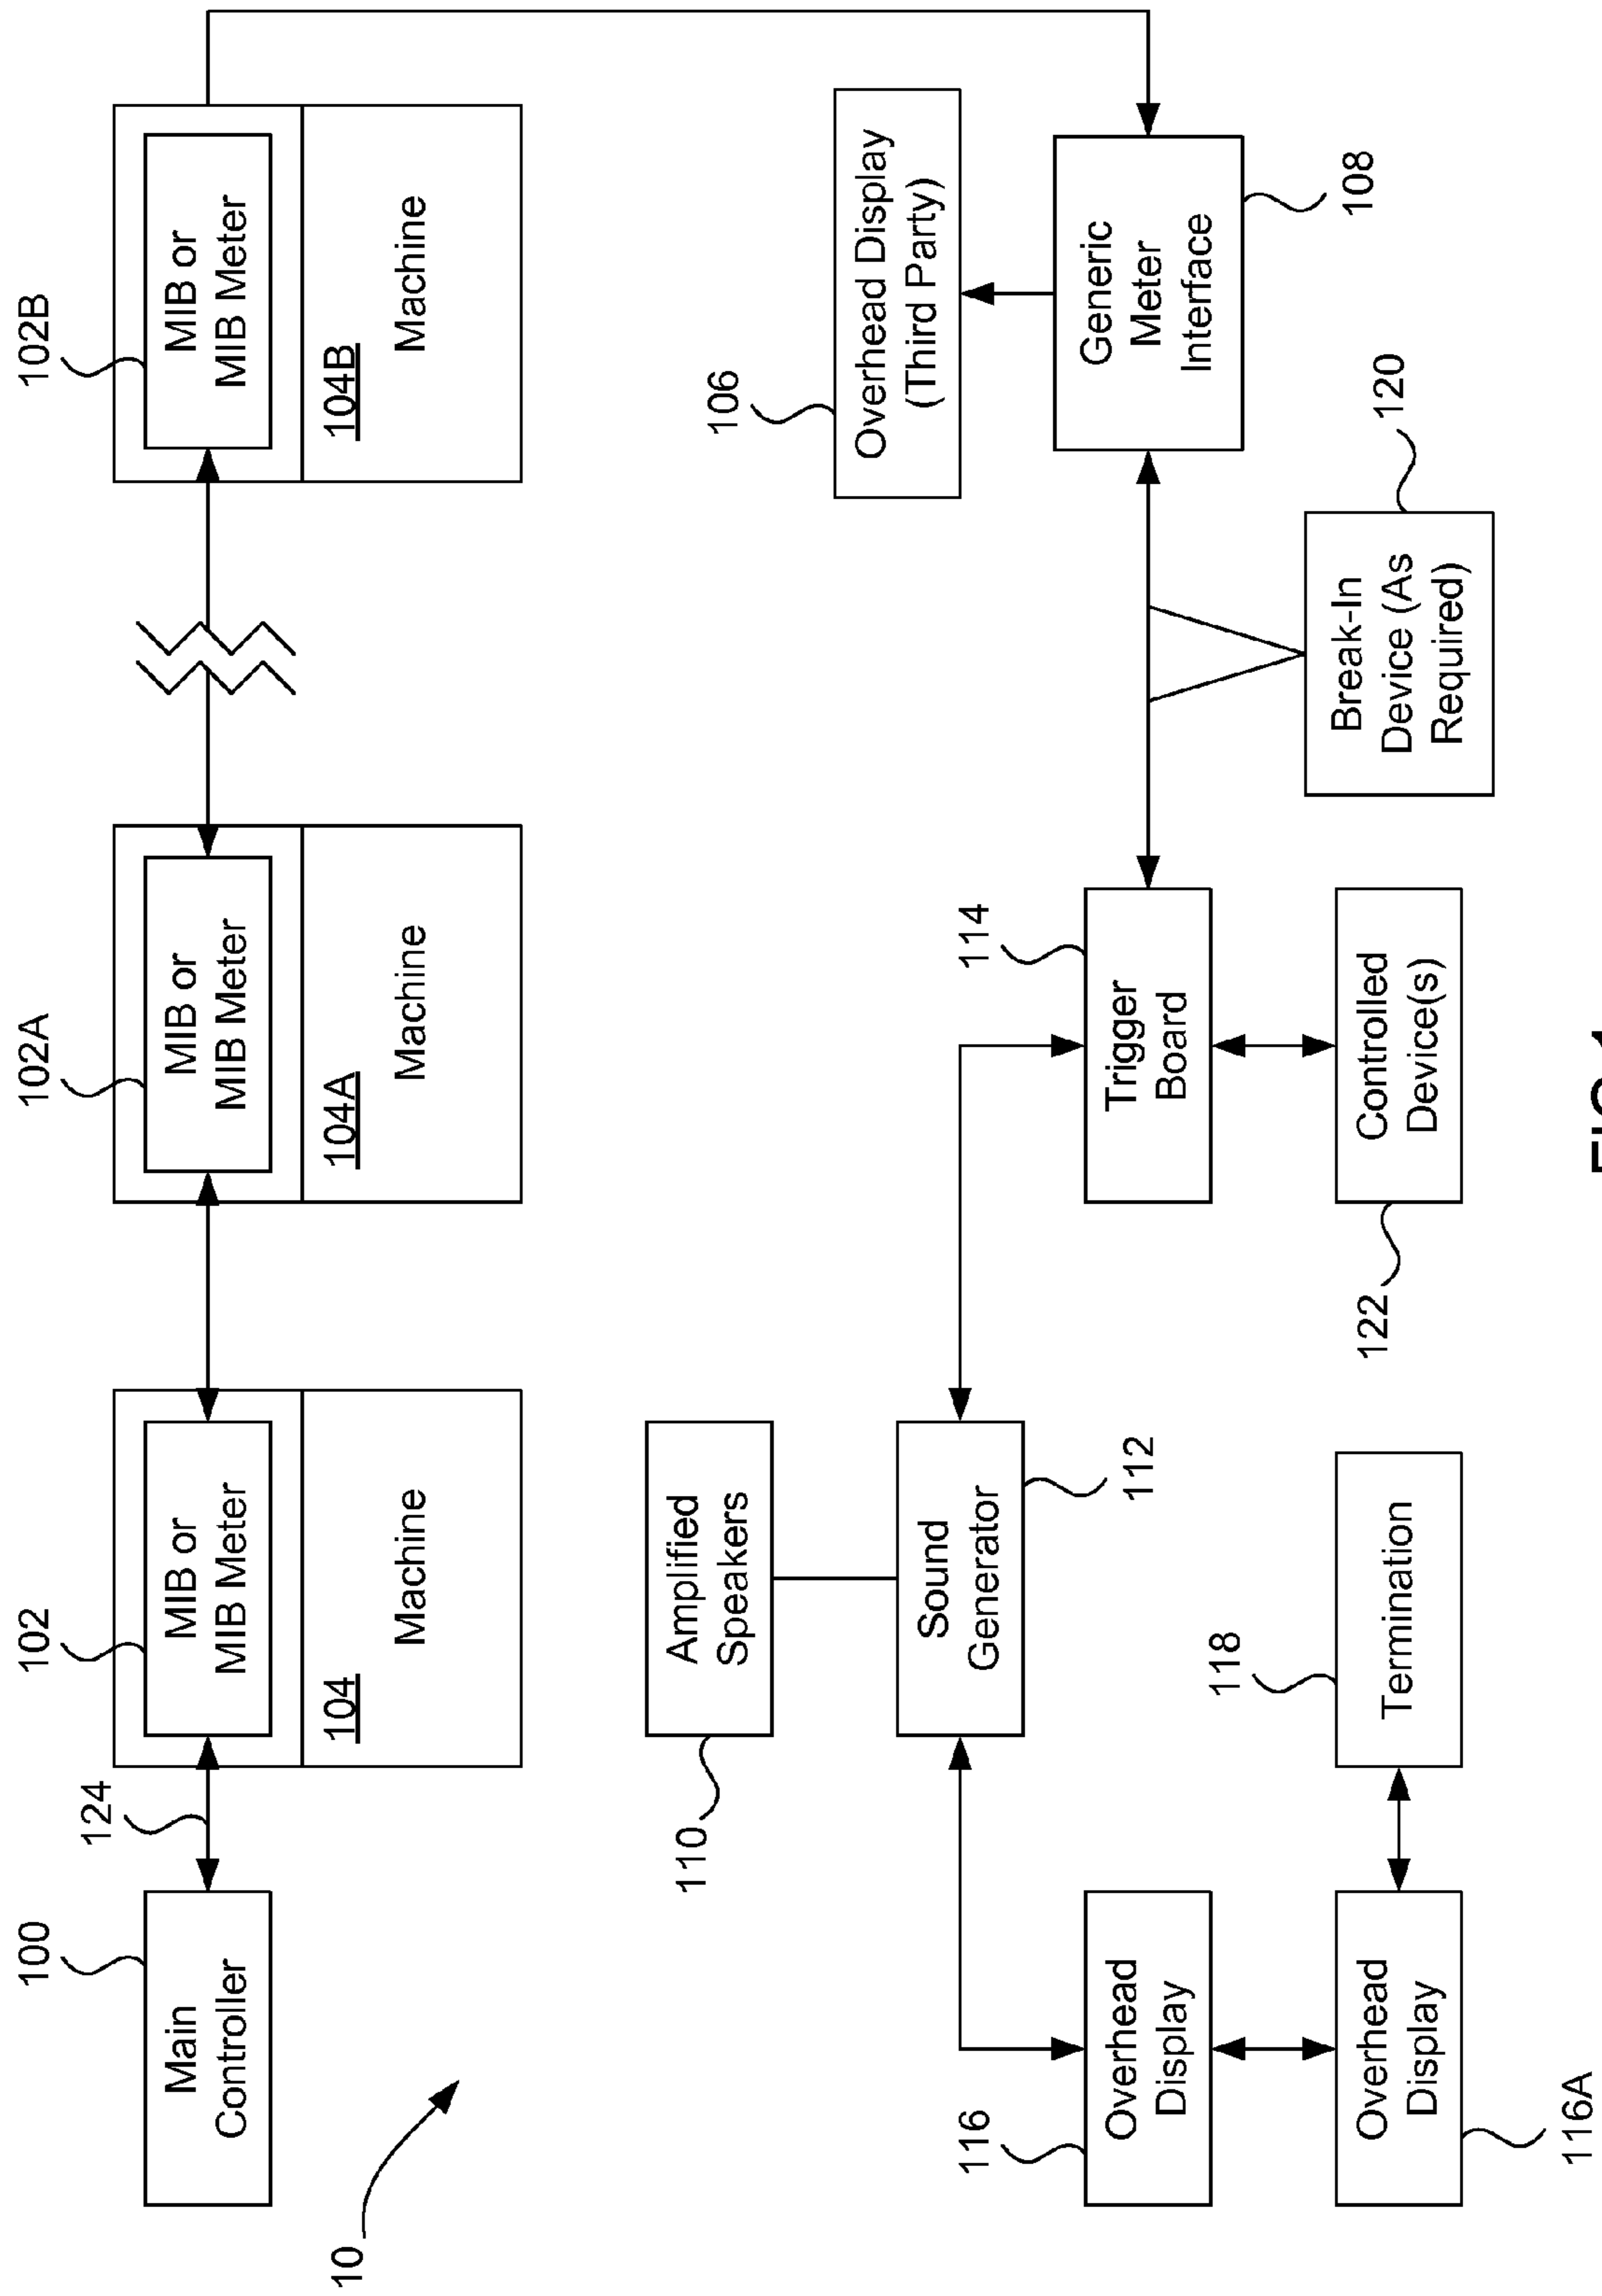 10
100
Main
Controller
124
102
MIB or
MIB Meter
104
Machine
102A
MIB or
MIB Meter
104A
Machine
102B
MIB or
MIB Meter
104B
Machine
110
Amplified
Speakers
106
Overhead Display
(Third Party)
112
Sound
Generator
116
Overhead
Display
114
Trigger
Board
Generic
Meter
Interface
108
116A
Overhead
Display
118
Termination
122
Controlled
Device(s)
120
Break-In
Device (As
Required)